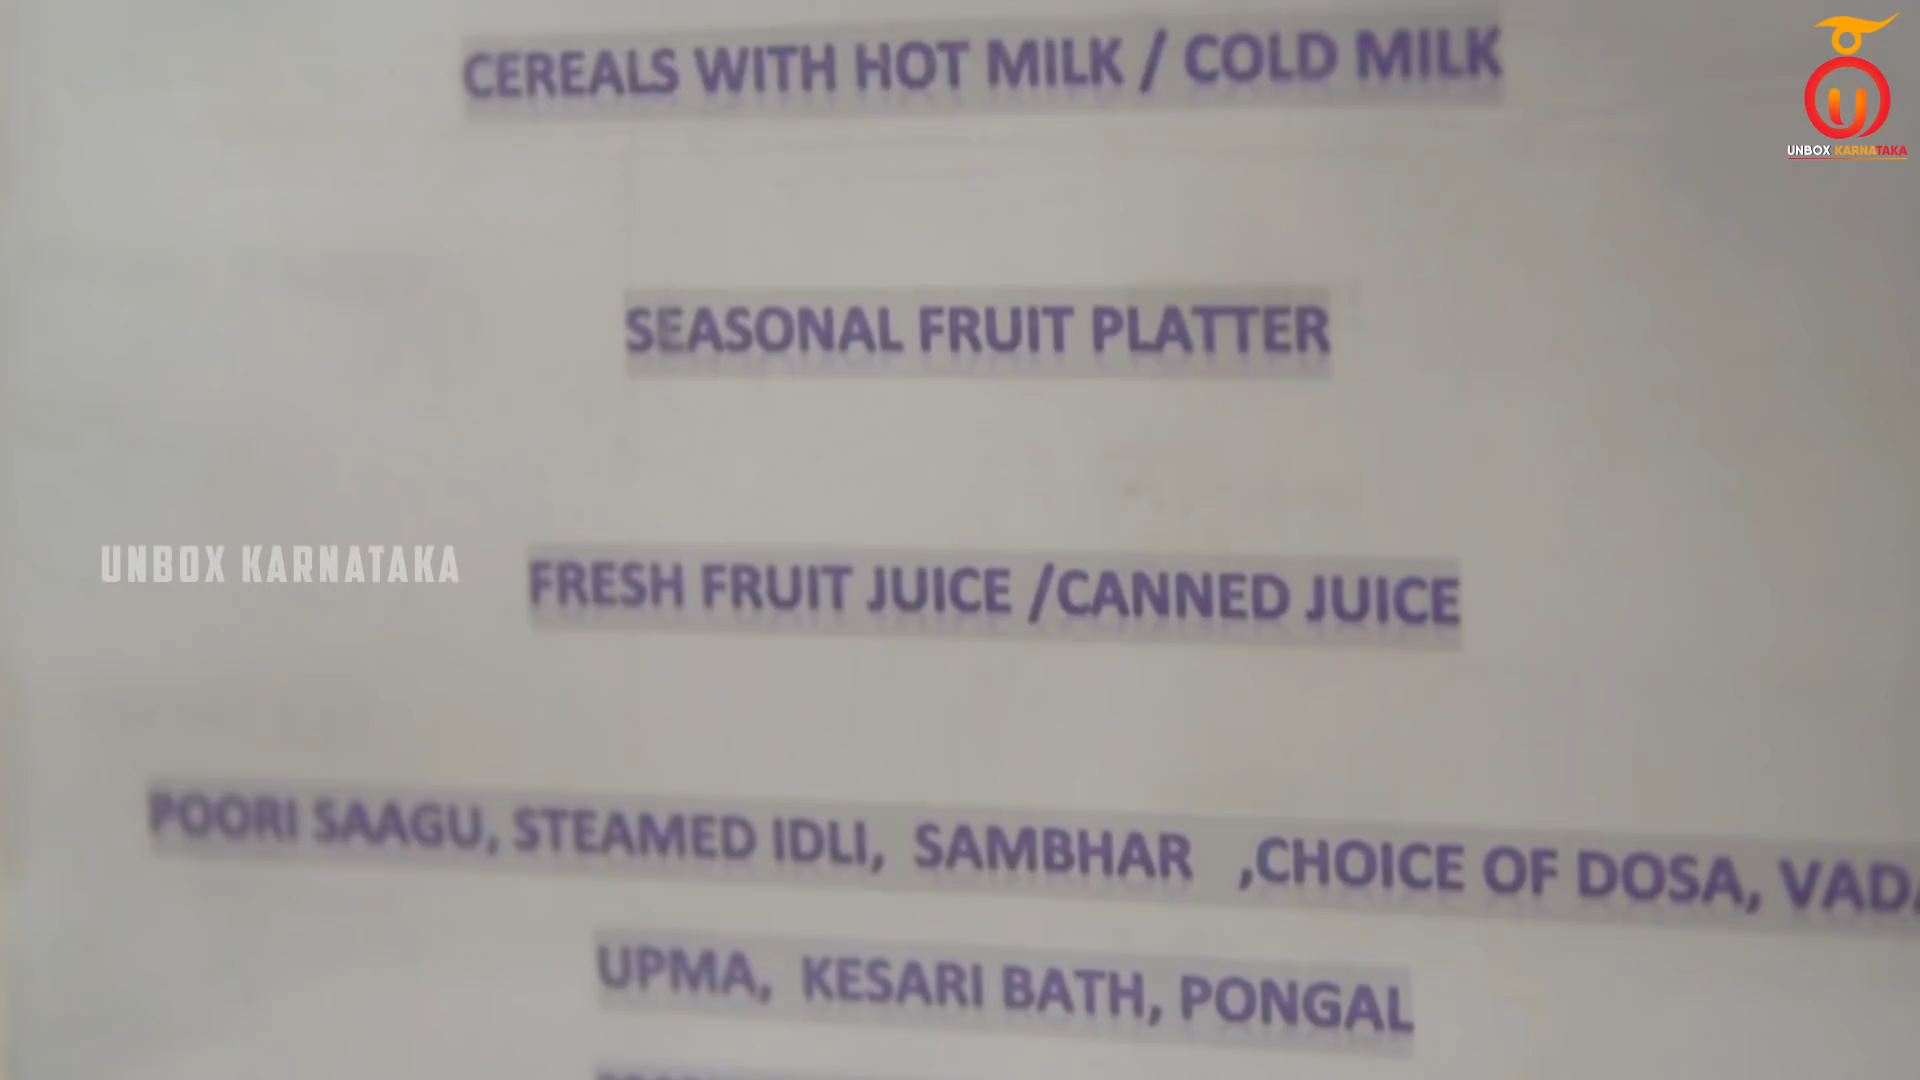 CEREALS WITH HOT MILK / COLD MILK
UNBOX KARNATAKA
SEASONAL FRUIT PLATTER
UNBOX KARNATAKA
FRESH FRUIT JUICE /CANNED JUICE
POORI SAAGU, STEAMED IDLI, SAMBHAR ,CHOICE OF DOSA, VADA
UPMA, KESARI BATH, PONGAL